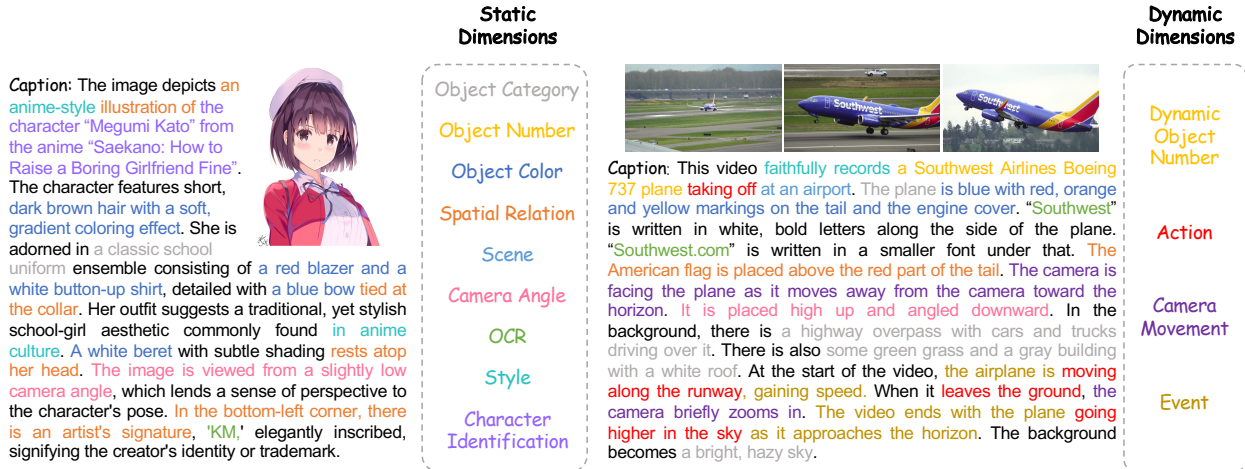 Caption: The image depicts an
anime-style illustration of the
character “Megumi Kato” from
the anime “Saekano: How to
Raise a Boring Girlfriend Fine”.
The character features short,
dark brown hair with a soft,
gradient coloring effect. She is
adorned in a classic school
uniform ensemble consisting of a red blazer and a
white button-up shirt, detailed with a blue bow tied at
the collar. Her outfit suggests a traditional, yet stylish
school-girl aesthetic commonly found in anime
culture. A white beret with subtle shading rests atop
her head. The image is viewed from a slightly low
camera angle, which lends a sense of perspective to
the character's pose. In the bottom-left corner, there
is an artist's signature, 'KM,' elegantly inscribed,
signifying the creator's identity or trademark.
Static
Dimensions
Object Category
Object Number
Object Color
Spatial Relation
Scene
Camera Angle
OCR
Style
Character
Identification
Southwest
Southwest
Caption: This video faithfully records a Southwest Airlines Boeing
737 plane taking off at an airport. The plane is blue with red, orange
and yellow markings on the tail and the engine cover. “Southwest”
is written in white, bold letters along the side of the plane.
“Southwest.com” is written in a smaller font under that. The
American flag is placed above the red part of the tail. The camera is
facing the plane as it moves away from the camera toward the
horizon. It is placed high up and angled downward. In the
background, there is a highway overpass with cars and trucks
driving over it. There is also some green grass and a gray building
with a white roof. At the start of the video, the airplane is moving
along the runway, gaining speed. When it leaves the ground, the
camera briefly zooms in. The video ends with the plane going
higher in the sky as it approaches the horizon. The background
becomes a bright, hazy sky.
Dynamic
Dimensions
Dynamic
Object
Number
Action
Camera
Movement
Event